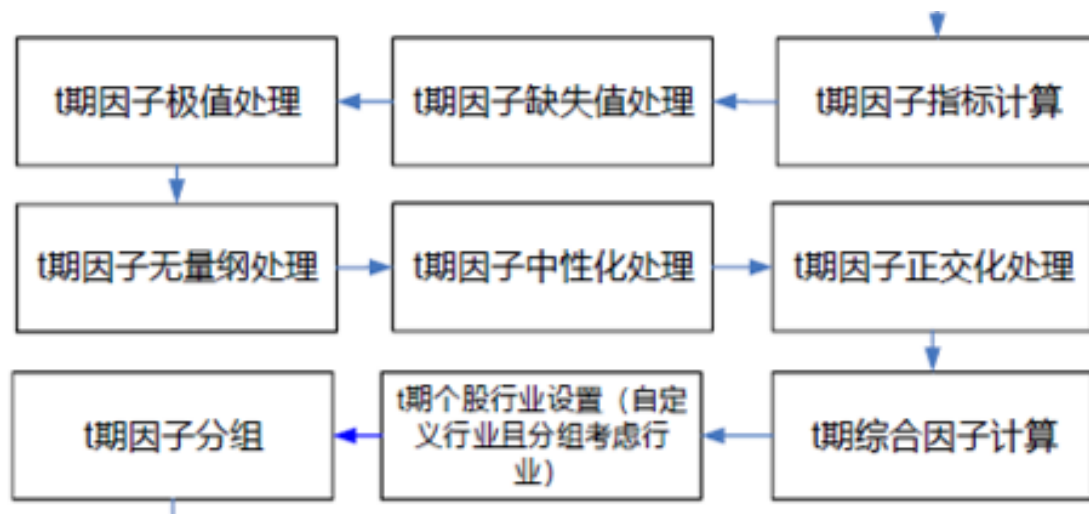 t期因子极值处理
t期因子缺失值处理
t期因子指标计算
t期因子无量纲处理
t期因子中性化处理
t期因子正交化处理
t期因子分组
t期个股行业设置（自定
义行业且分组考虑行
业）
t期综合因子计算